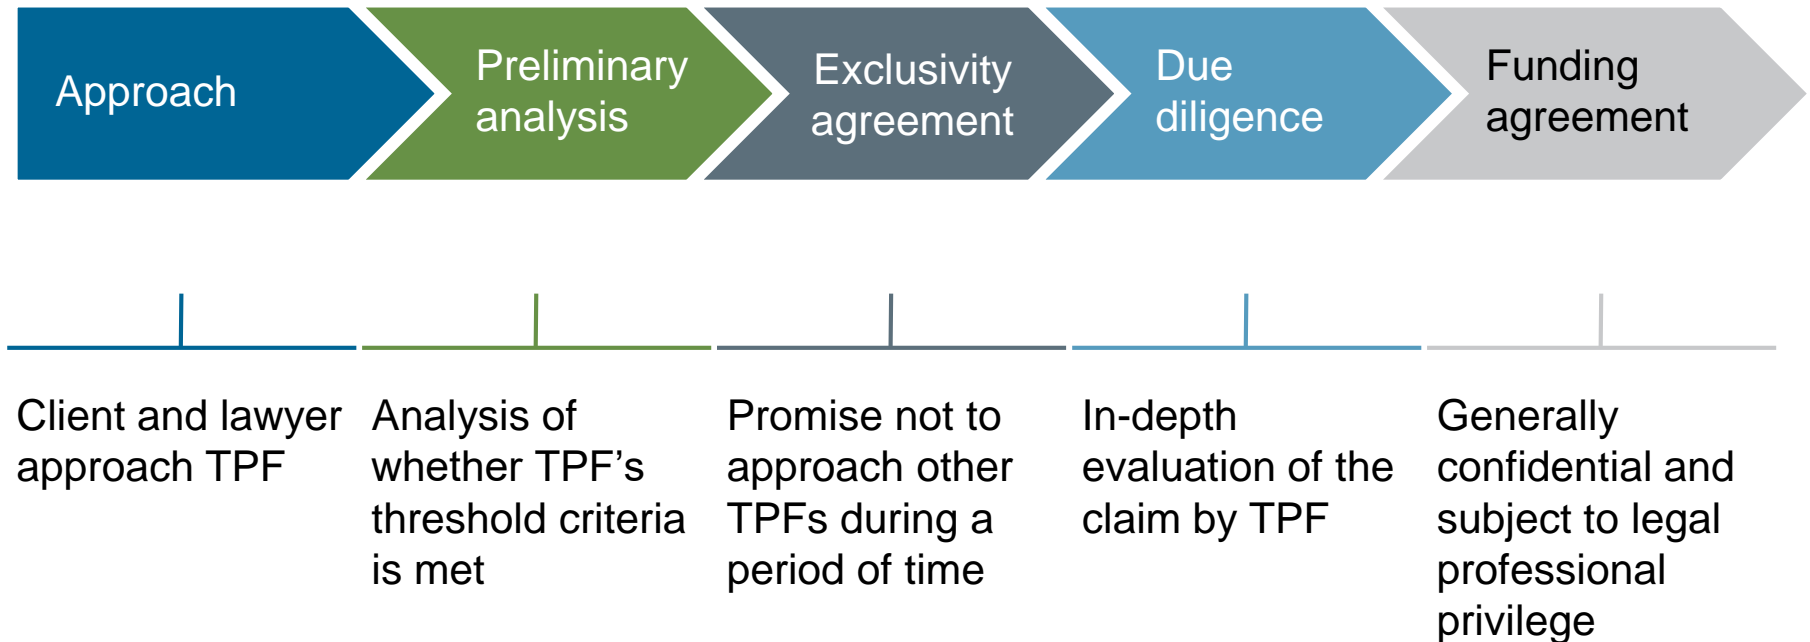 Approach
Preliminary
analysis
Exclusivity
agreement
Due
diligence
Funding
agreement
Client and lawyer
approach TPF
Analysis of
whether TPF’s
threshold criteria
is met
Promise not to
approach other
TPFs during a
period of time
In-depth
evaluation of the
claim by TPF
Generally
confidential and
subject to legal
professional
privilege